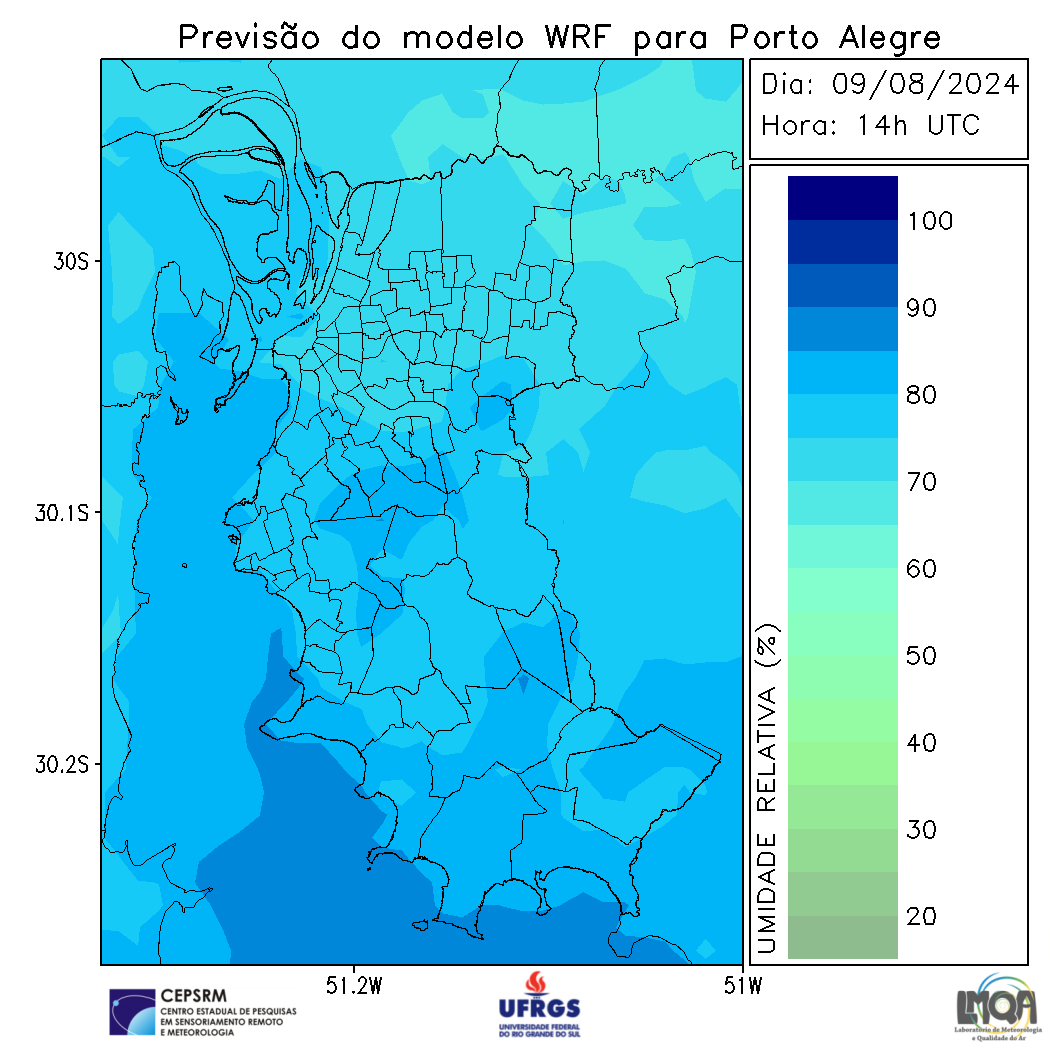 Previsão do modelo WRF para Porto Alegre
Dia: 09/08/2024
Hora: 14h UTC
30S
30.1S
30.2S
51.2W
51W
100
90
80
70
60
50
40
30
20
UMIDADE RELATIVA (%)
CEPSRM
CENTRO ESTADUAL DE PESQUISAS
EM SENSORIAMENTO REMOTO
E METEOROLOGIA
UFRGS
UNIVERSIDADE FEDERAL
DO RIO GRANDE DO SUL
LMQA
Laboratório de Meteorologia
e Qualidade do Ar